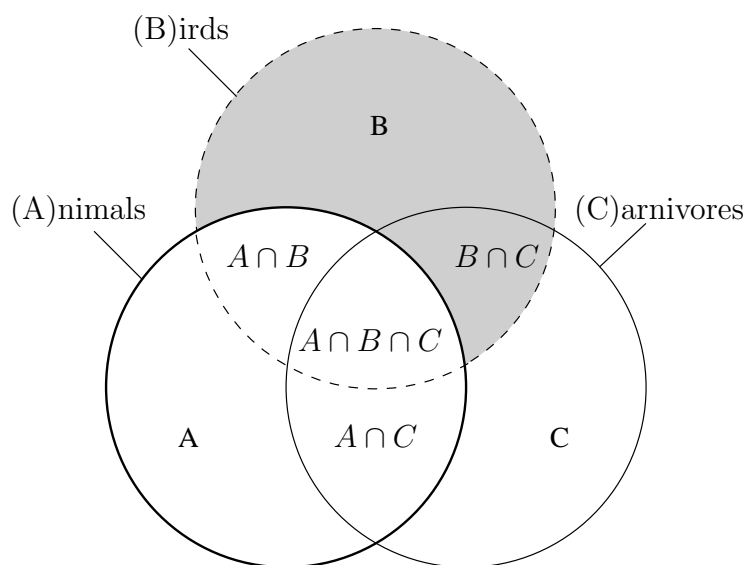 (B)irds
B
(A)nimals
(C)arnivores
A ∩ B
B ∩ C
A ∩ B ∩ C
A
A ∩ C
C